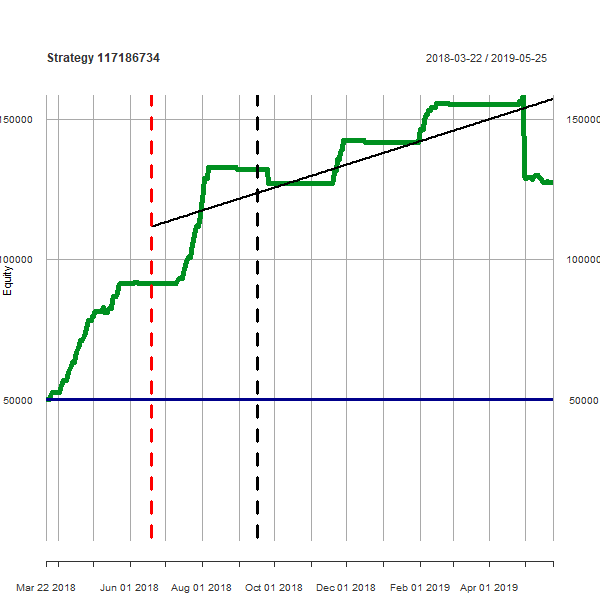 Strategy 117186734
2018-03-22 / 2019-05-25
150000 150000
100000 100000
50000 50000
Equity
Mar 22 2018 Jun 01 2018 Aug 01 2018 Oct 01 2018 Dec 01 2018 Feb 01 2019 Apr 01 2019